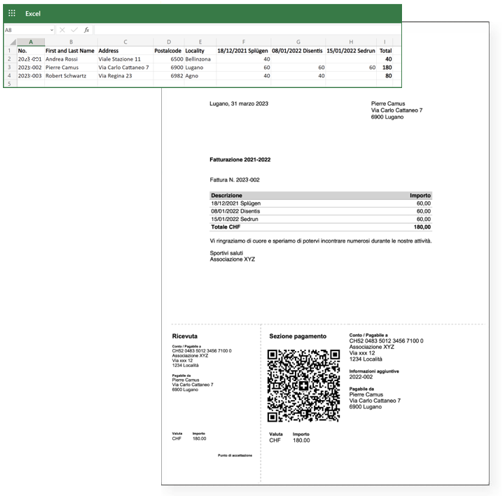 Excel
A8 fx
A B C D E F G H I
1 No. First and Last Name Address Postalcode Locality 18/12/2021 Splügen 08/01/2022 Disentis 15/01/2022 Sedrun Total
2 2023-001 Andrea Rossi Viale Stazione 11 6500 Bellinzona 40 40
3 2023-002 Pierre Camus Via Carlo Cattaneo 7 6900 Lugano 60 60 60 180
4 2023-003 Robert Schwartz Via Regina 23 6982 Agno 40 40 80
5
Lugano, 31 marzo 2023
Pierre Camus
Via Carlo Cattaneo 7
6900 Lugano
Fatturazione 2021-2022
Fattura N. 2023-002
Descrizione Importo
18/12/2021 Splügen 60,00
08/01/2022 Disentis 60,00
15/01/2022 Sedrun 60,00
Totale CHF 180,00
Vi ringraziamo di cuore e speriamo di potervi incontrare numerosi durante le nostre attività.
Sportivi saluti
Associazione XYZ
Ricevuta
Conto / Pagabile a
CH52 0483 5012 3456 7100 0
Associazione XYZ
Via xxx 12
1234 Località
Pagabile da
Pierre Camus
Via Carlo Cattaneo 7
6900 Lugano
Valuta Importo
CHF 180.00
Punto di accettazione
Sezione pagamento
Valuta Importo
CHF 180.00
Conto / Pagabile a
CH52 0483 5012 3456 7100 0
Associazione XYZ
Via xxx 12
1234 Località
Informazioni aggiuntive
2022-002
Pagabile da
Pierre Camus
Via Carlo Cattaneo 7
6900 Lugano